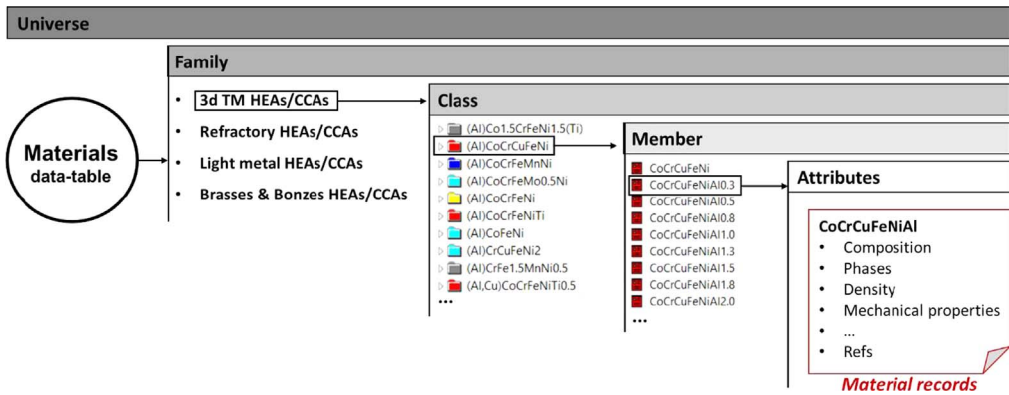 Universe
Family
Materials
data-table
• 3d TM HEAs/CCAs
• Refractory HEAs/CCAs
• Light metal HEAs/CCAs
• Brasses & Bonzes HEAs/CCAs
Class
(Al)Co1.5CrFeNi1.5(Ti)
(Al)CoCrCuFeNi
(Al)CoCrFeMnNi
(Al)CoCrFeMo0.5Ni
(Al)CoCrFeNi
(Al)CoCrFeNiTi
(Al)CoFeNi
(Al)CrCuFeNi2
(Al)CrFe1.5MnNi0.5
(Al,Cu)CoCrFeNiTi0.5
...
Member
CoCrCuFeNi
CoCrCuFeNiAl0.3
CoCrCuFeNiAl0.5
CoCrCuFeNiAl0.8
CoCrCuFeNiAl1.0
CoCrCuFeNiAl1.3
CoCrCuFeNiAl1.5
CoCrCuFeNiAl1.8
CoCrCuFeNiAl2.0
...
Attributes
CoCrCuFeNiAl
• Composition
• Phases
• Density
• Mechanical properties
• ...
• Refs
Material records